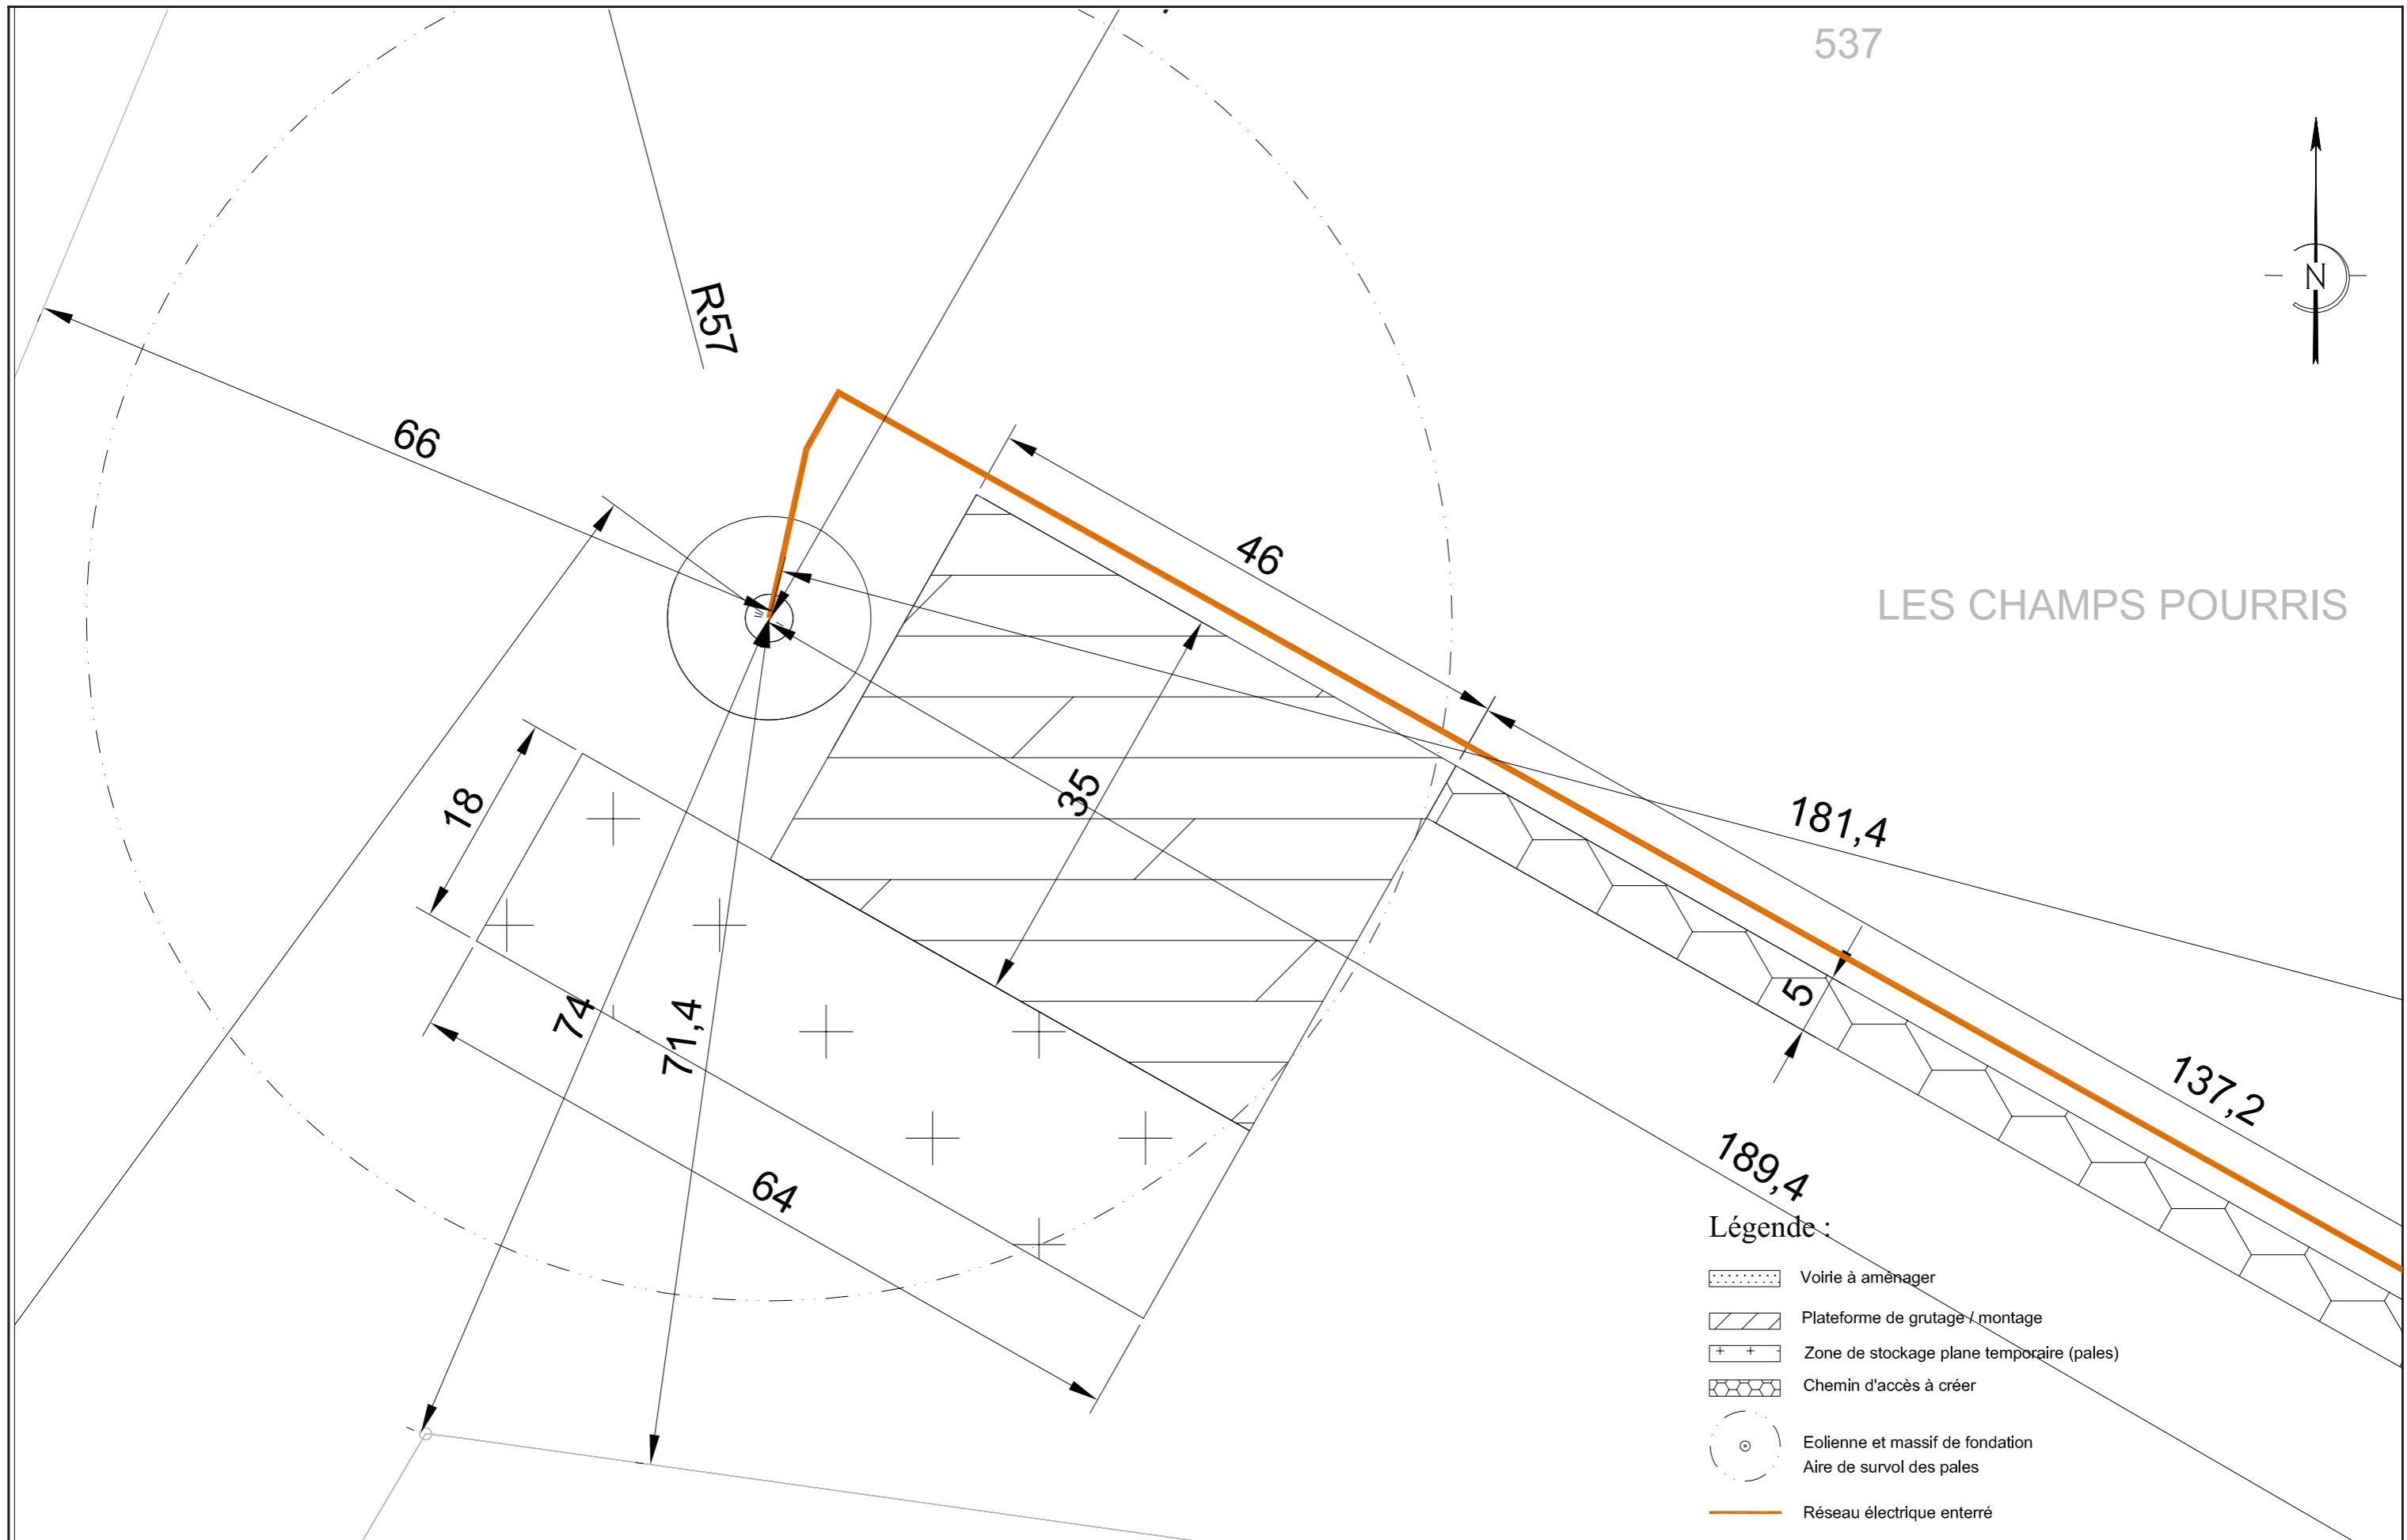 537
R57
N
66
46
LES CHAMPS POURRIS
18
35
181,4
5
74
71,4
137,2
64
189,4
Légende :
Voirie à aménager
Plateforme de grutage / montage
Zone de stockage plane temporaire (pales)
Chemin d'accès à créer
Eolienne et massif de fondation
Aire de survol des pales
Réseau électrique enterré